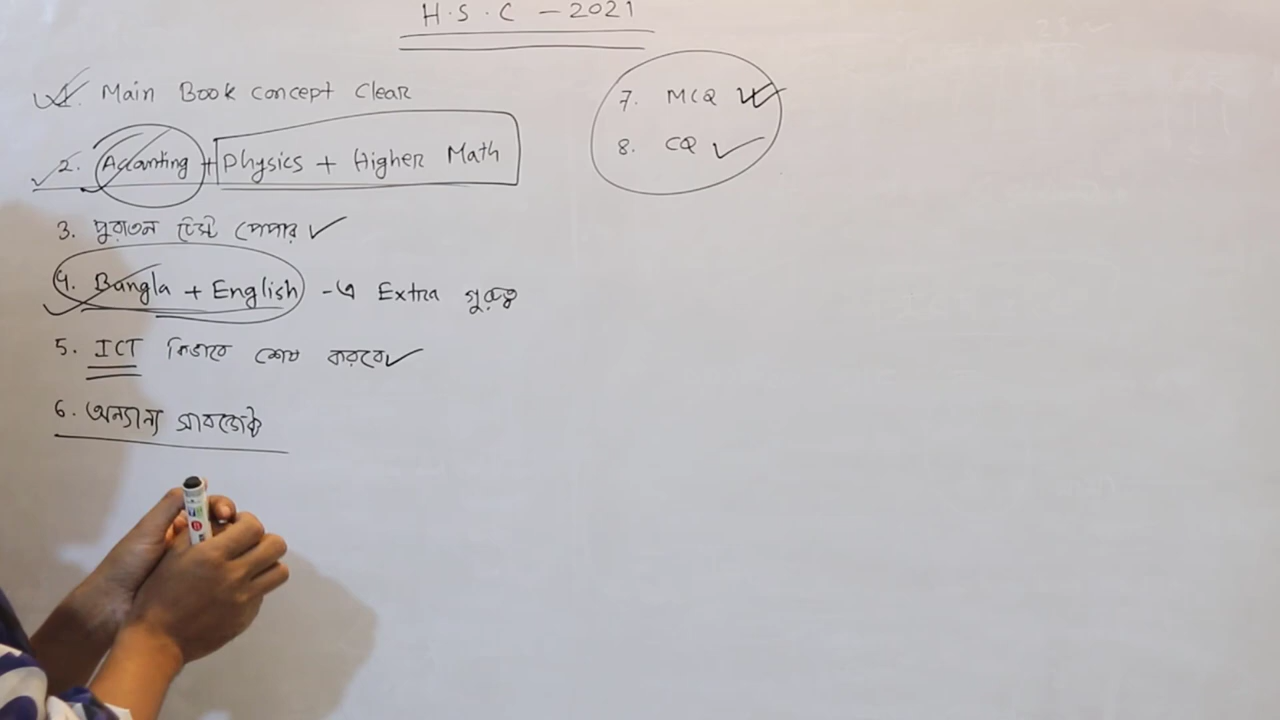 H.S.C - 2021
1. Main Book concept Clear
2. Accanting + Physics + Higher Math
3. পুরাতন টেস্ট পেপার
4. Bangla + English - এ Extra গুরুত্ব
5. ICT কিভাবে শেষ করবে
6. অন্যান্য সাবজেক্ট
7. MCQ
8. CQ